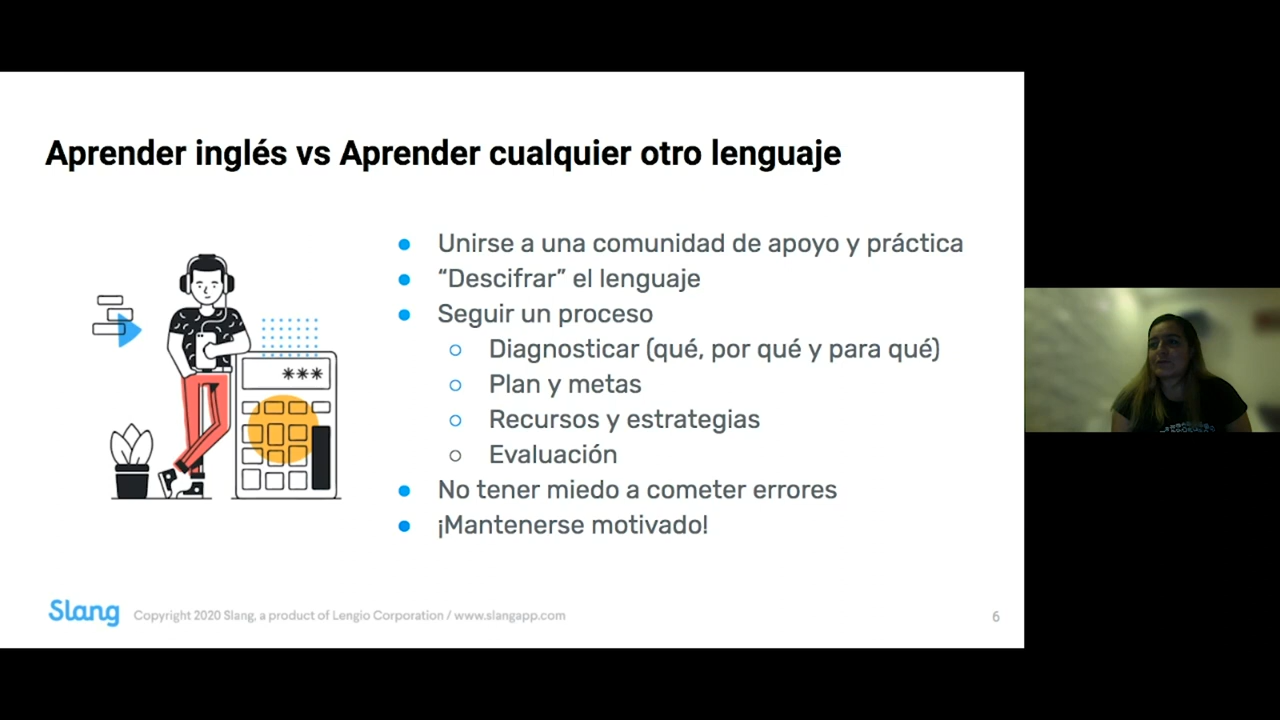 Aprender inglés vs Aprender cualquier otro lenguaje
Unirse a una comunidad de apoyo y práctica
“Descifrar” el lenguaje
Seguir un proceso
Diagnosticar (qué, por qué y para qué)
Plan y metas
Recursos y estrategias
Evaluación
No tener miedo a cometer errores
¡Mantenerse motivado!
***
Slang Copyright 2020 Slang, a product of Lengio Corporation / www.slangapp.com
6